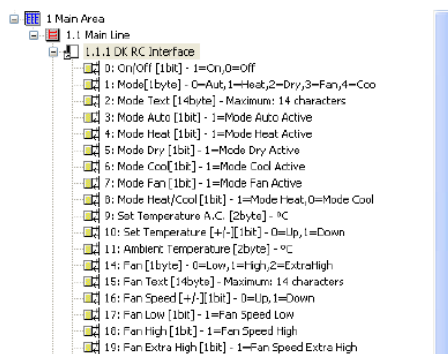 1 Main Area
1.1 Main Line
1.1.1 DK RC Interface
0: On/Off [1bit] - 1=On,0=Off
1: Mode[1byte] - 0=Aut,1=Heat,2=Dry,3=Fan,4=Coo
2: Mode Text [14byte] - Maximum: 14 characters
3: Mode Auto [1bit] - 1=Mode Auto Active
4: Mode Heat [1bit] - 1=Mode Heat Active
5: Mode Dry [1bit] - 1=Mode Dry Active
6: Mode Cool[1bit] - 1=Mode Cool Active
7: Mode Fan [1bit] - 1=Mode Fan Active
8: Mode Heat/Cool [1bit] - 1=Mode Heat,0=Mode Cool
9: Set Temperature A.C. [2byte] - ºC
10: Set Temperature [+/-][1bit] - 0=Up,1=Down
11: Ambient Temperature [2byte] - ºC
14: Fan [1byte] - 0=Low,1=High,2=ExtraHigh
15: Fan Text [14byte] - Maximum: 14 characters
16: Fan Speed [+/-][1bit] - 0=Up,1=Down
17: Fan Low [1bit] - 1=Fan Speed Low
18: Fan High [1bit] - 1=Fan Speed High
19: Fan Extra High [1bit] - 1=Fan Speed Extra High